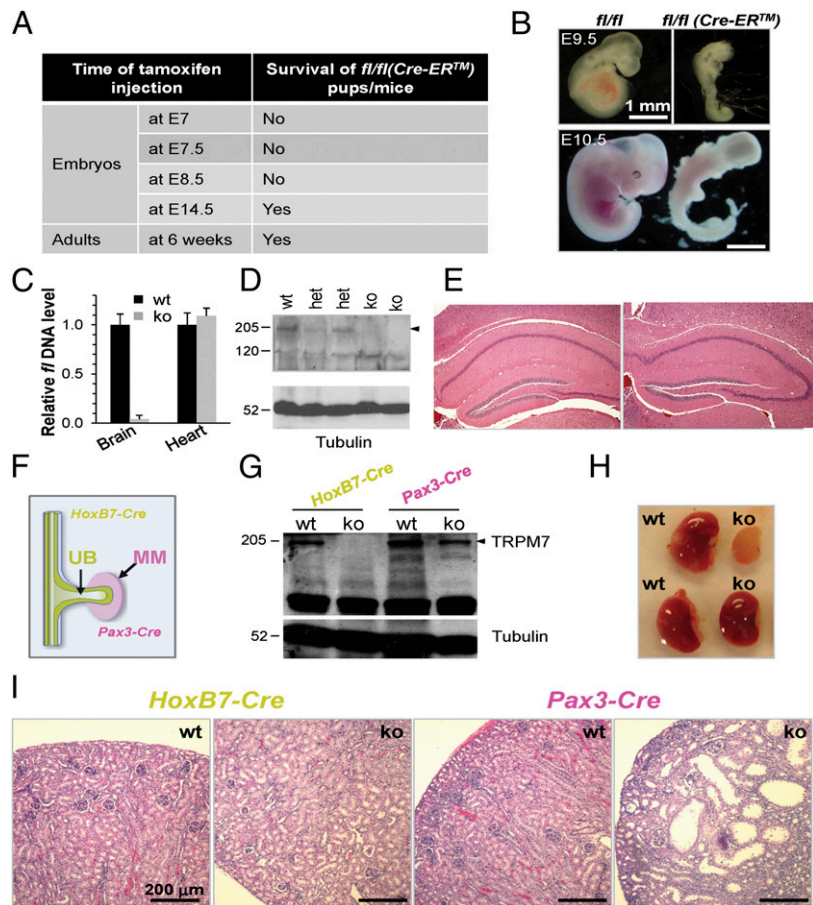 A
Time of tamoxifen injection
Survival of fl/fl(Cre-ER™) pups/mice
Embryos
at E7
No
at E7.5
No
at E8.5
No
at E14.5
Yes
Adults
at 6 weeks
Yes
B
fl/fl
fl/fl (Cre-ER™)
E9.5
1 mm
E10.5
C
wt
ko
Relative fl DNA level
1.0
0.5
0.0
Brain
Heart
D
wt
het
het
ko
ko
205
120
52
Tubulin
E
F
HoxB7-Cre
UB
MM
Pax3-Cre
G
HoxB7-Cre
Pax3-Cre
wt
ko
wt
ko
205
TRPM7
52
Tubulin
H
wt
ko
wt
ko
I
HoxB7-Cre
Pax3-Cre
wt
ko
wt
ko
200 µm